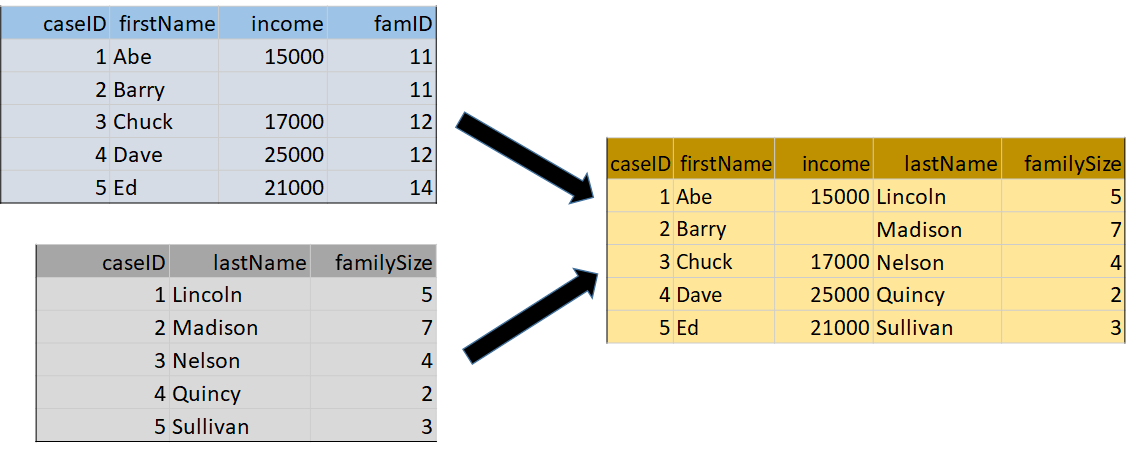 caseID firstName income famID
1 Abe 15000 11
2 Barry 11
3 Chuck 17000 12
4 Dave 25000 12
5 Ed 21000 14
caseID lastName familySize
1 Lincoln 5
2 Madison 7
3 Nelson 4
4 Quincy 2
5 Sullivan 3
caseID firstName income lastName familySize
1 Abe 15000 Lincoln 5
2 Barry Madison 7
3 Chuck 17000 Nelson 4
4 Dave 25000 Quincy 2
5 Ed 21000 Sullivan 3